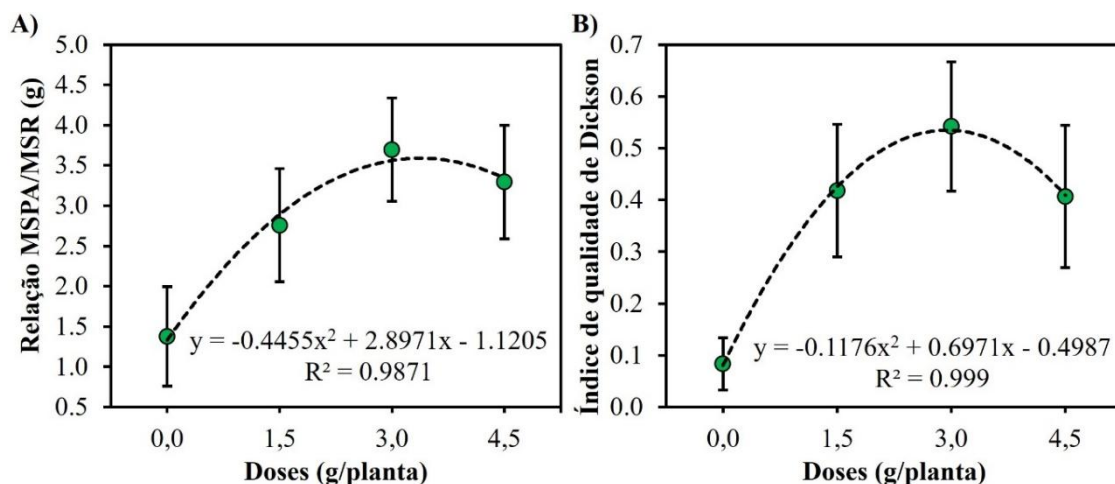 A)
Relação MSPA/MSR (g)
5.0
4.5
4.0
3.5
3.0
2.5
2.0
1.5
1.0
0.5
y = -0.4455x² + 2.8971x - 1.1205
R² = 0.9871
0,0 1,5 3,0 4,5
Doses (g/planta)
B)
Índice de qualidade de Dickson
0.7
0.6
0.5
0.4
0.3
0.2
0.1
0.0
y = -0.1176x² + 0.6971x - 0.4987
R² = 0.999
0,0 1,5 3,0 4,5
Doses (g/planta)